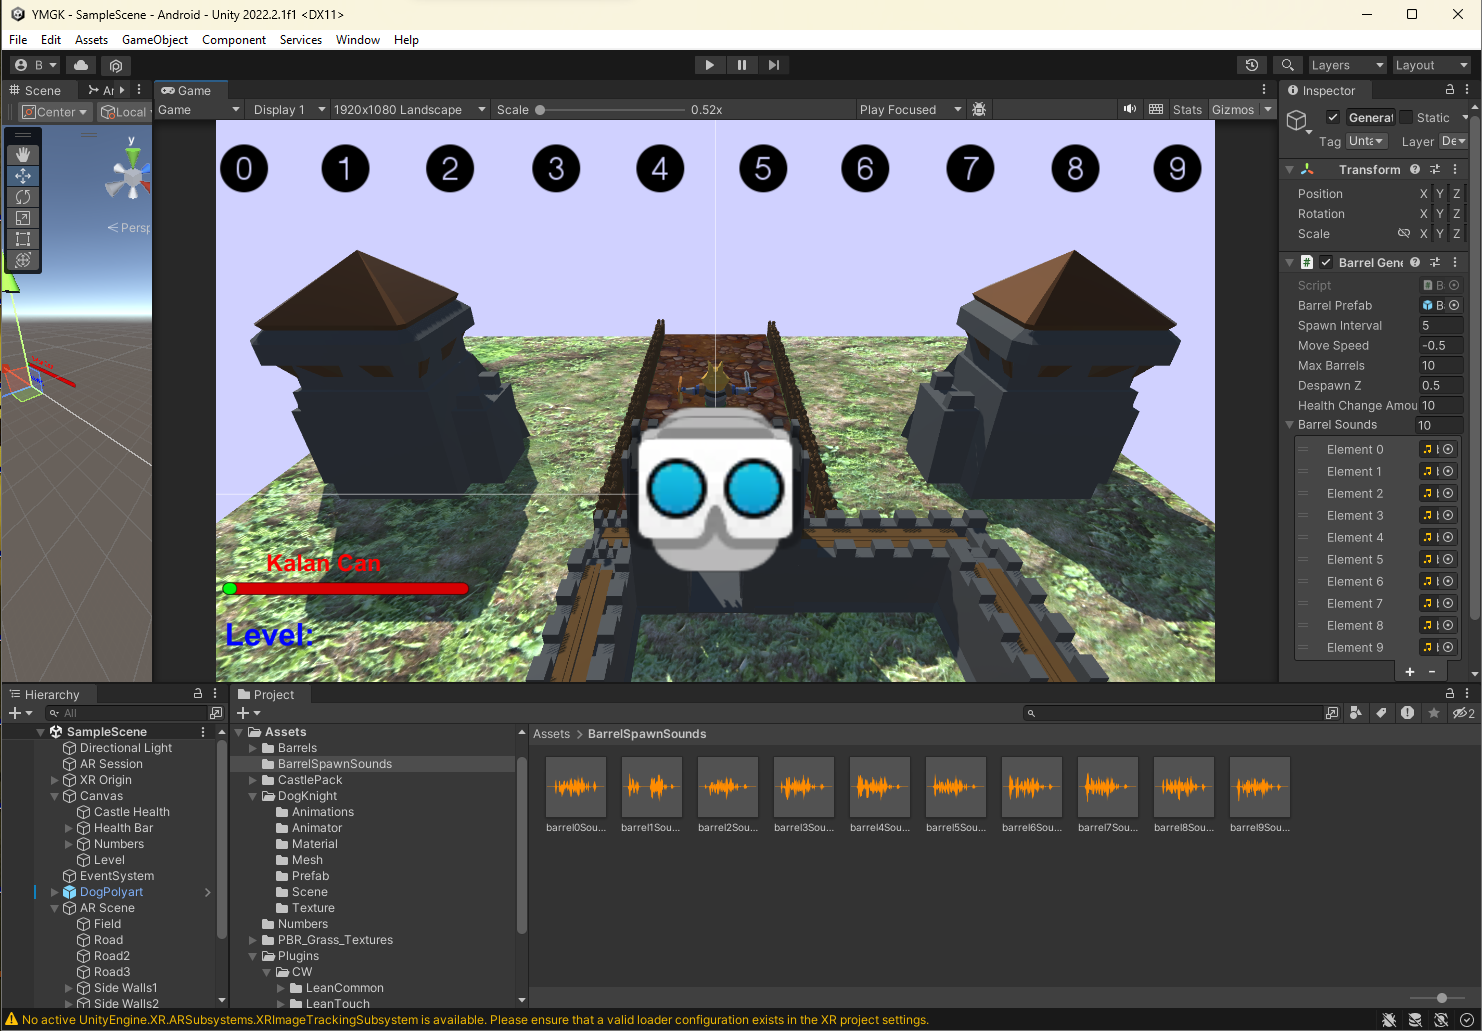 YMGK - SampleScene - Android - Unity 2022.2.1f1 <DX11>
File Edit Assets GameObject Component Services Window Help
B Layers Layout
Scene Ar Game Inspector
Center Local Game Display 1 1920x1080 Landscape Scale 0.52x Play Focused Stats Gizmos
Generat Static
Tag Unta Layer De
y
Persp
0 1 2 3 4 5 6 7 8 9
Kalan Can
Level:
Transform
Position X Y Z
Rotation X Y Z
Scale X Y Z
Barrel Gene
Script B
Barrel Prefab B
Spawn Interval 5
Move Speed -0.5
Max Barrels 10
Despawn Z 0.5
Health Change Amou 10
Barrel Sounds 10
Element 0
Element 1
Element 2
Element 3
Element 4
Element 5
Element 6
Element 7
Element 8
Element 9
+ −
Hierarchy
All
SampleScene
Directional Light
AR Session
XR Origin
Canvas
Castle Health
Health Bar
Numbers
Level
EventSystem
DogPolyart
AR Scene
Field
Road
Road2
Road3
Side Walls1
Side Walls2
Project
2
Assets
Barrels
BarrelSpawnSounds
CastlePack
DogKnight
Animations
Animator
Material
Mesh
Prefab
Scene
Texture
Numbers
PBR_Grass_Textures
Plugins
CW
LeanCommon
LeanTouch
Assets > BarrelSpawnSounds
barrel0Sou... barrel1Sou... barrel2Sou... barrel3Sou... barrel4Sou... barrel5Sou... barrel6Sou... barrel7Sou... barrel8Sou... barrel9Sou...
No active UnityEngine.XR.ARSubsystems.XRImageTrackingSubsystem is available. Please ensure that a valid loader configuration exists in the XR project settings.